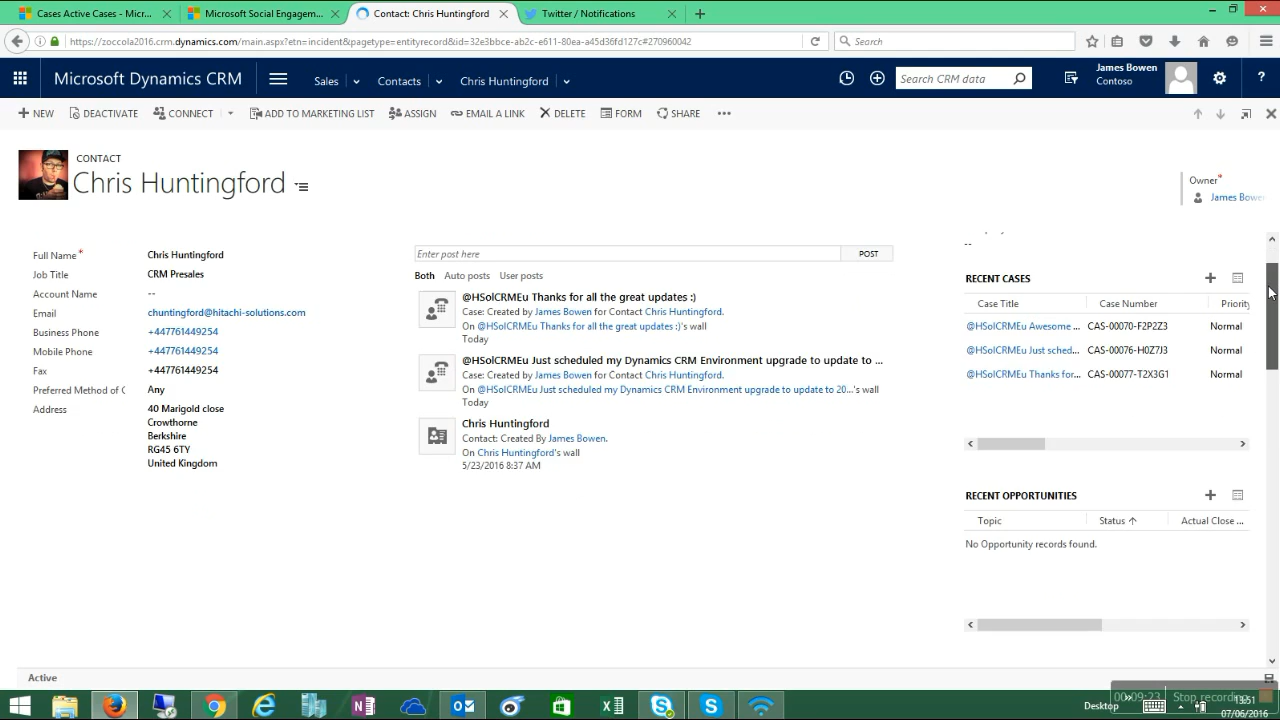 Cases Active Cases - Micr...
Microsoft Social Engagem...
Contact: Chris Huntingford
Twitter / Notifications
https://zoccola2016.crm.dynamics.com/main.aspx?etn=incident&pagetype=entityrecord&id=32e3bbce-ab2c-e611-80ea-a45d36fd127c#270960042
Search
Microsoft Dynamics CRM
Sales
Contacts
Chris Huntingford
Search CRM data
James Bowen
Contoso
?
NEW
DEACTIVATE
CONNECT
ADD TO MARKETING LIST
ASSIGN
EMAIL A LINK
DELETE
FORM
SHARE
CONTACT
Chris Huntingford
Owner*
James Bowe
Full Name*
Chris Huntingford
Job Title
CRM Presales
Account Name
--
Email
chuntingford@hitachi-solutions.com
Business Phone
+447761449254
Mobile Phone
+447761449254
Fax
+447761449254
Preferred Method of C
Any
Address
40 Marigold close
Crowthorne
Berkshire
RG45 6TY
United Kingdom
Enter post here
POST
Both Auto posts User posts
@HSolCRMEu Thanks for all the great updates :)
Case: Created by James Bowen for Contact Chris Huntingford.
On @HSolCRMEu Thanks for all the great updates :)'s wall
Today
@HSolCRMEu Just scheduled my Dynamics CRM Environment upgrade to update to ...
Case: Created by James Bowen for Contact Chris Huntingford.
On @HSolCRMEu Just scheduled my Dynamics CRM Environment upgrade to update to 20...'s wall
Today
Chris Huntingford
Contact: Created By James Bowen.
On Chris Huntingford's wall
5/23/2016 8:37 AM
--
RECENT CASES
Case Title Case Number Priority
@HSolCRMEu Awesome ... CAS-00070-F2P2Z3 Normal
@HSolCRMEu Just sched... CAS-00076-H0Z7J3 Normal
@HSolCRMEu Thanks for... CAS-00077-T2X3G1 Normal
RECENT OPPORTUNITIES
Topic Status Actual Close ...
No Opportunity records found.
Active
Desktop
00:09:23
Stop recording
13:51
07/06/2016